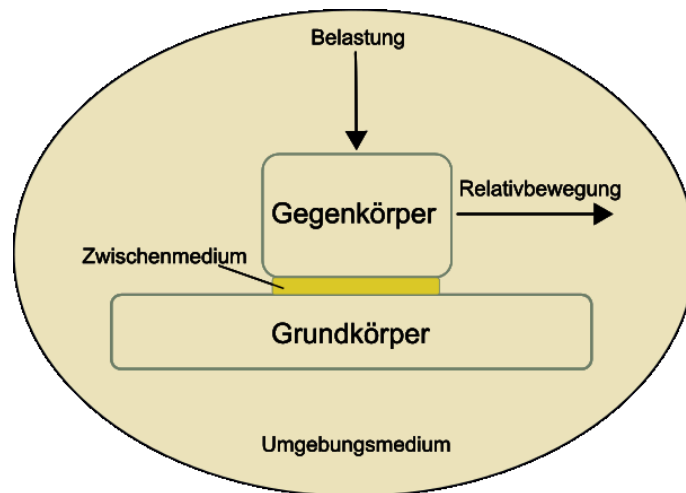 Belastung
Gegenkörper
Relativbewegung
Zwischenmedium
Grundkörper
Umgebungsmedium